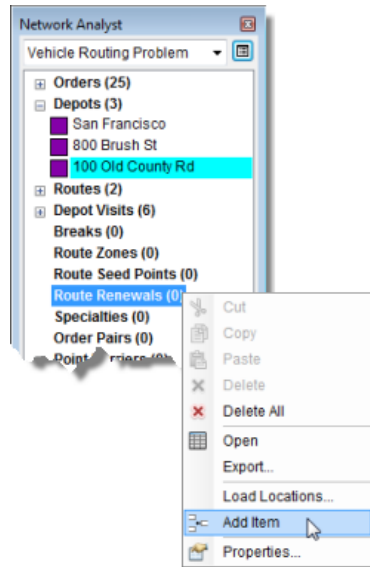 Network Analyst
Vehicle Routing Problem
Orders (25)
Depots (3)
San Francisco
800 Brush St
100 Old County Rd
Routes (2)
Depot Visits (6)
Breaks (0)
Route Zones (0)
Route Seed Points (0)
Route Renewals (0)
Specialties (0)
Order Pairs (0)
Point
Cut
Copy
Paste
Delete
Delete All
Open
Export...
Load Locations...
Add Item
Properties...